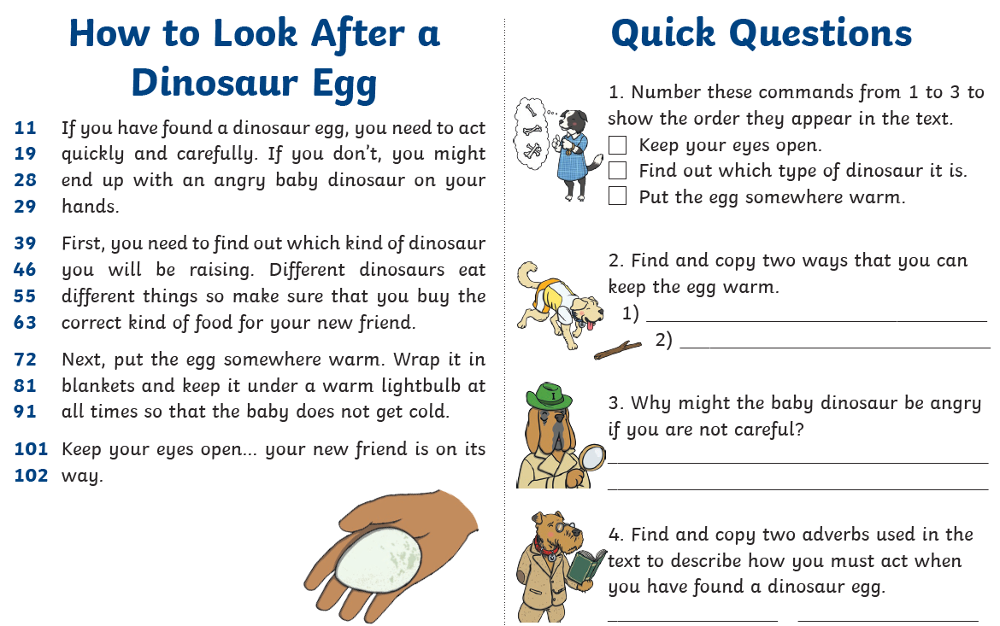 How to Look After a
Dinosaur Egg
11 If you have found a dinosaur egg, you need to act
19 quickly and carefully. If you don't, you might
28 end up with an angry baby dinosaur on your
29 hands.
39 First, you need to find out which kind of dinosaur
46 you will be raising. Different dinosaurs eat
55 different things so make sure that you buy the
63 correct kind of food for your new friend.
72 Next, put the egg somewhere warm. Wrap it in
81 blankets and keep it under a warm lightbulb at
91 all times so that the baby does not get cold.
101 Keep your eyes open... your new friend is on its
102 way.
Quick Questions
1. Number these commands from 1 to 3 to
show the order they appear in the text.
Keep your eyes open.
Find out which type of dinosaur it is.
Put the egg somewhere warm.
2. Find and copy two ways that you can
keep the egg warm.
1)
2)
I
3. Why might the baby dinosaur be angry
if you are not careful?
4. Find and copy two adverbs used in the
text to describe how you must act when
you have found a dinosaur egg.